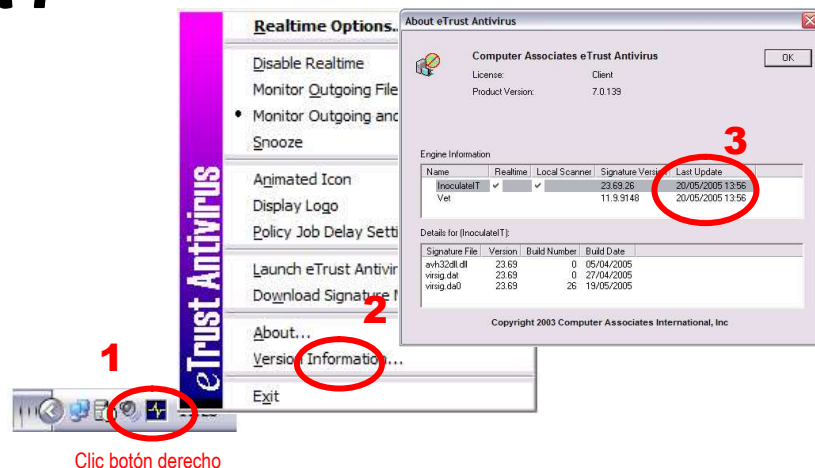 Realtime Options..
Disable Realtime
Monitor Outgoing File
Monitor Outgoing and
Snooze
Animated Icon
Display Logo
Policy Job Delay Setti
Launch eTrust Antivir
Download Signature
About...
Version Information...
Exit
eTrust Antivirus
About eTrust Antivirus
Computer Associates eTrust Antivirus
OK
License: Client
Product Version: 7.0.139
3
Engine Information
Name Realtime Local Scanner Signature Version Last Update
InoculateIT 23.69.26 20/05/2005 13:56
Vet 11.9.9148 20/05/2005 13:56
Details for (InoculateIT):
Signature File Version Build Number Build Date
avh32dll.dll 23.69 0 05/04/2005
virsig.dat 23.69 0 27/04/2005
virsig.da0 23.69 26 19/05/2005
Copyright 2003 Computer Associates International, Inc
2
1
Clic botón derecho